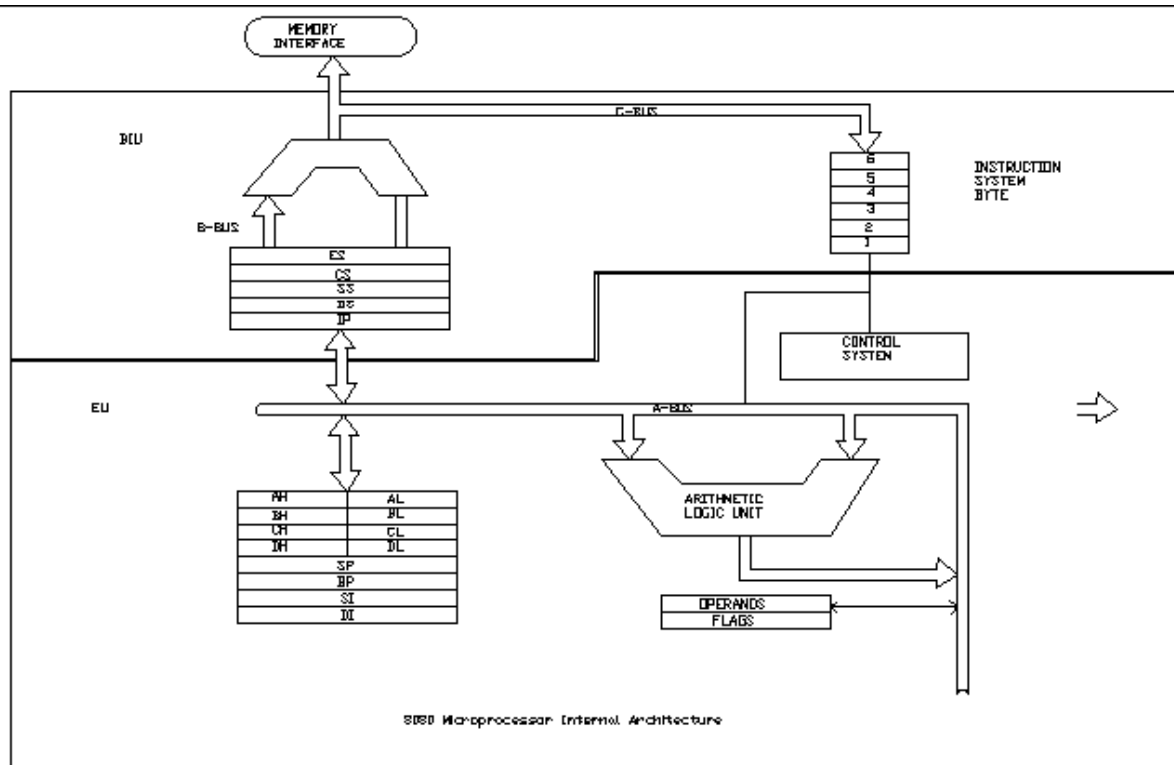 MEMORY
INTERFACE
C-BUS
BIU
6
5
4
3
2
1
INSTRUCTION
SYSTEM
BYTE
B-BUS
ES
CS
SS
DS
IP
CONTROL
SYSTEM
EU
A-BUS
AH AL
BH BL
CH CL
DH DL
SP
BP
SI
DI
ARITHMETIC
LOGIC UNIT
OPERANDS
FLAGS
Microprocessor Internal Architecture